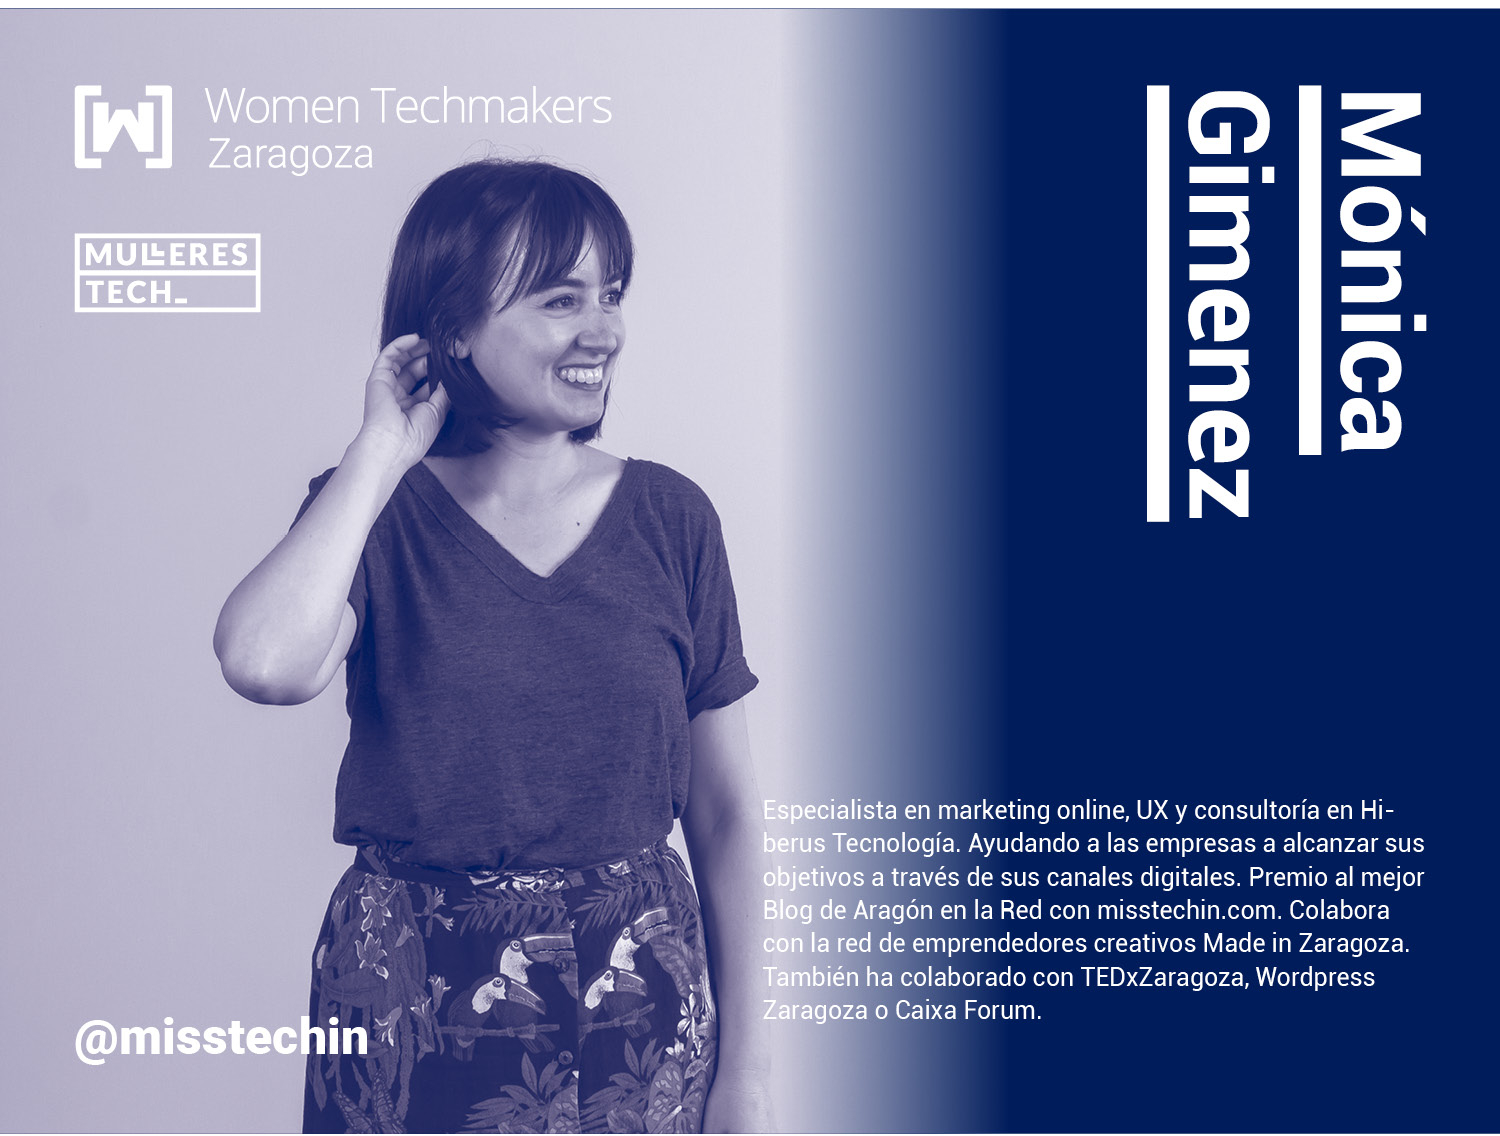 Women Techmakers
Zaragoza
MULLERES
TECH_
Mónica
Gimenez
Especialista en marketing online, UX y consultoría en Hi-
berus Tecnología. Ayudando a las empresas a alcanzar sus
objetivos a través de sus canales digitales. Premio al mejor
Blog de Aragón en la Red con misstechin.com. Colabora
con la red de emprendedores creativos Made in Zaragoza.
También ha colaborado con TEDxZaragoza, Wordpress
Zaragoza o Caixa Forum.
@misstechin